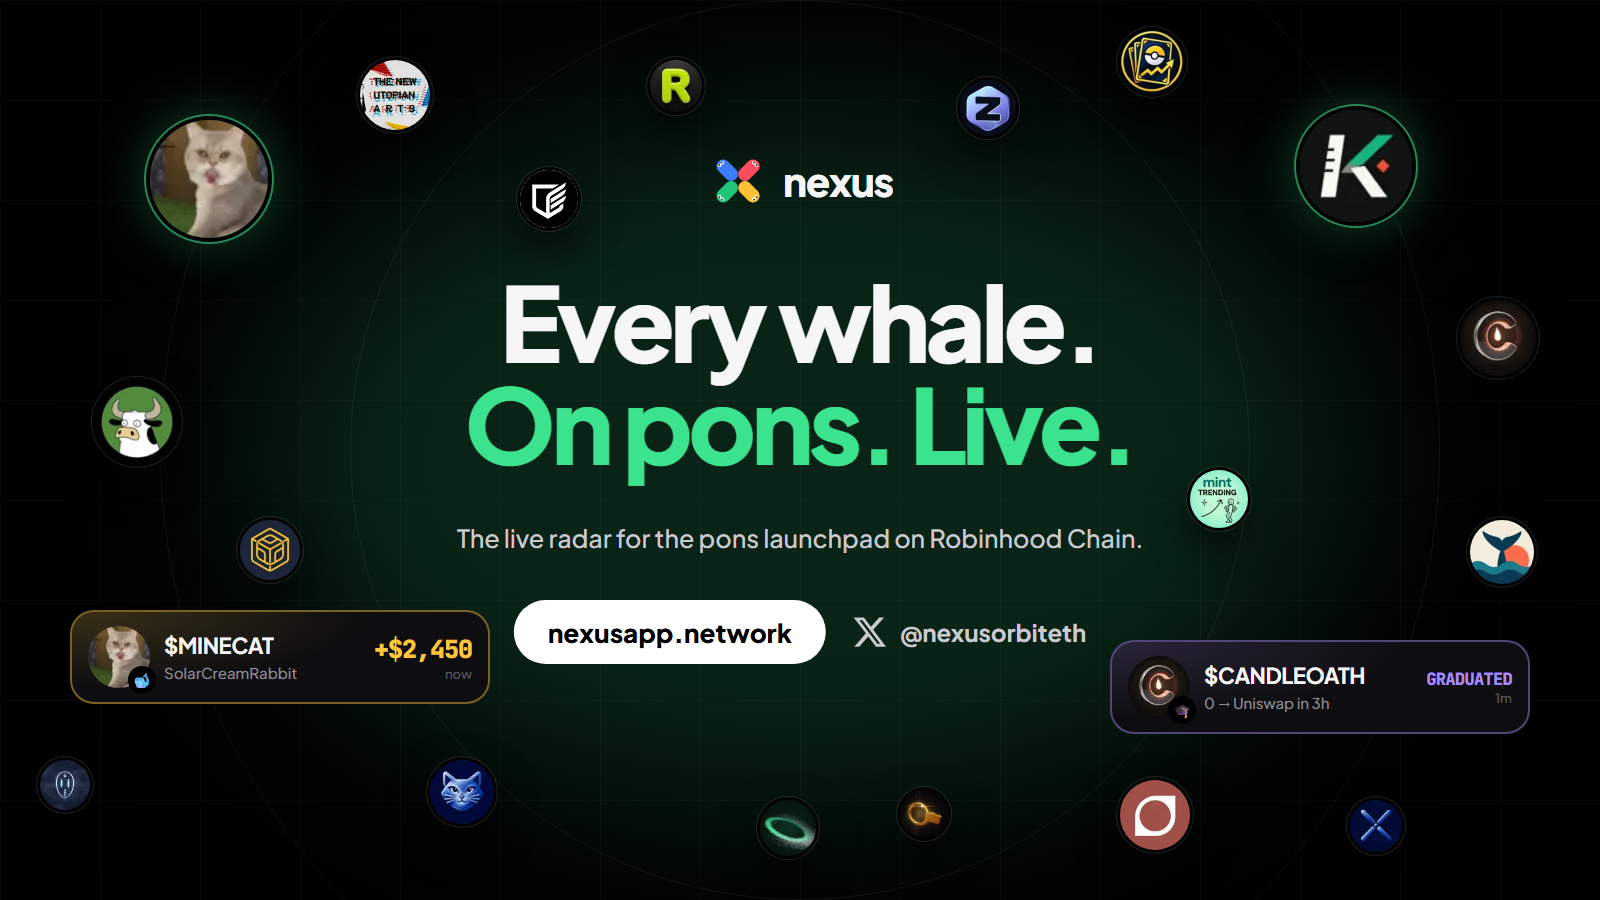 THE NEW
UTOPIAN
ARTS
R
Z
K
nexus
Every whale.
On pons. Live.
C
mint
TRENDING
The live radar for the pons launchpad on Robinhood Chain.
nexusapp.network
@nexusorbiteth
$MINECAT
+$2,450
SolarCreamRabbit
now
$CANDLEOATH
GRADUATED
0 → Uniswap in 3h
1m